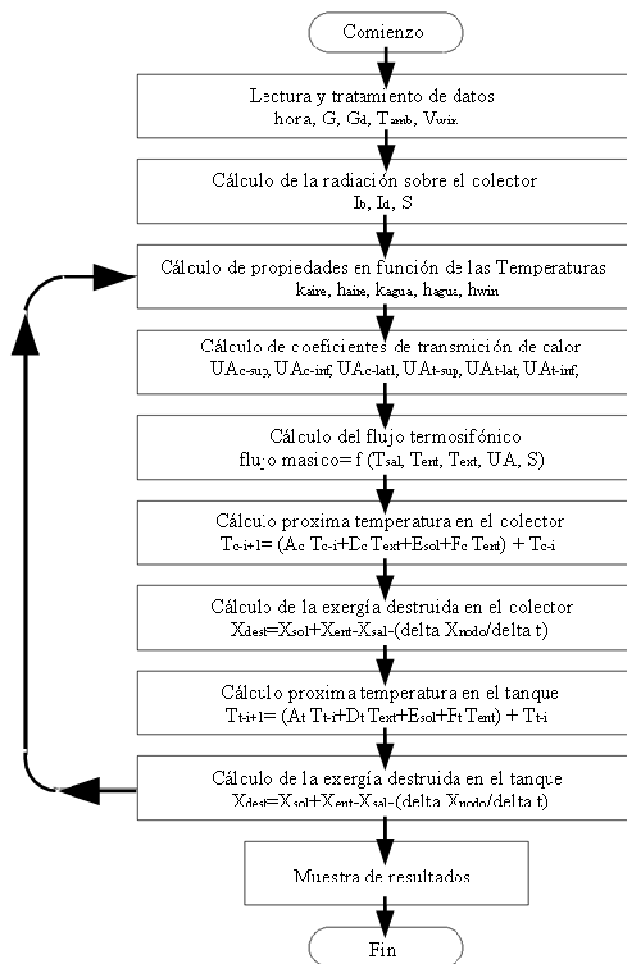 Comienzo
Lectura y tratamiento de datos
hora, G, Gd, Tamb, Vwin
Cálculo de la radiación sobre el colector
Ib, Id, S
Cálculo de propiedades en función de las Temperaturas
kaire, haire, kagua, hagua, hwin
Cálculo de coeficientes de transmición de calor
UAc-sup, UAc-inf, UAc-latl, UAt-sup, UAt-lat, UAt-inf,
Cálculo del flujo termosifónico
flujo masico= f (Tsal, Tent, Text, UA, S)
Cálculo proxima temperatura en el colector
Tc-i+1= (Ac Tc-i+Dc Text+Esol+Fc Tent) + Tc-i
Cálculo de la exergía destruida en el colector
Xdest=Xsol+Xent-Xsal-(delta Xnodo/delta t)
Cálculo proxima temperatura en el tanque
Tt-i+1= (At Tt-i+Dt Text+Esol+Ft Tent) + Tt-i
Cálculo de la exergía destruida en el tanque
Xdest=Xsol+Xent-Xsal-(delta Xnodo/delta t)
Muestra de resultados
Fin